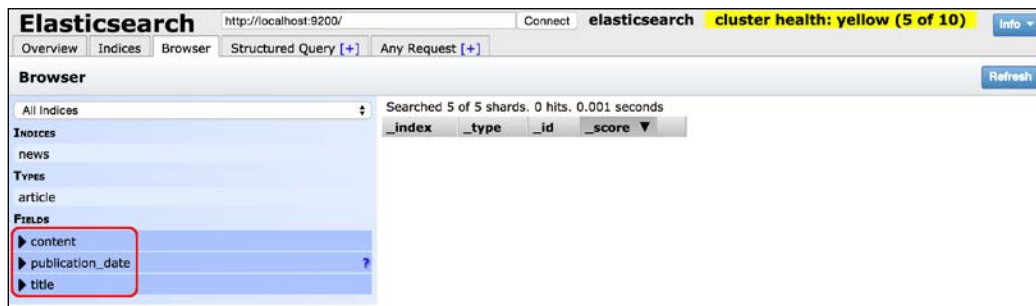 Elasticsearch http://localhost:9200/ Connect elasticsearch cluster health: yellow (5 of 10) Info ▾
Overview Indices Browser Structured Query [+] Any Request [+]
Browser Refresh
All Indices
Searched 5 of 5 shards. 0 hits. 0.001 seconds
_index _type _id _score ▼
INDICES
news
TYPES
article
FIELDS
▶ content
▶ publication_date ?
▶ title